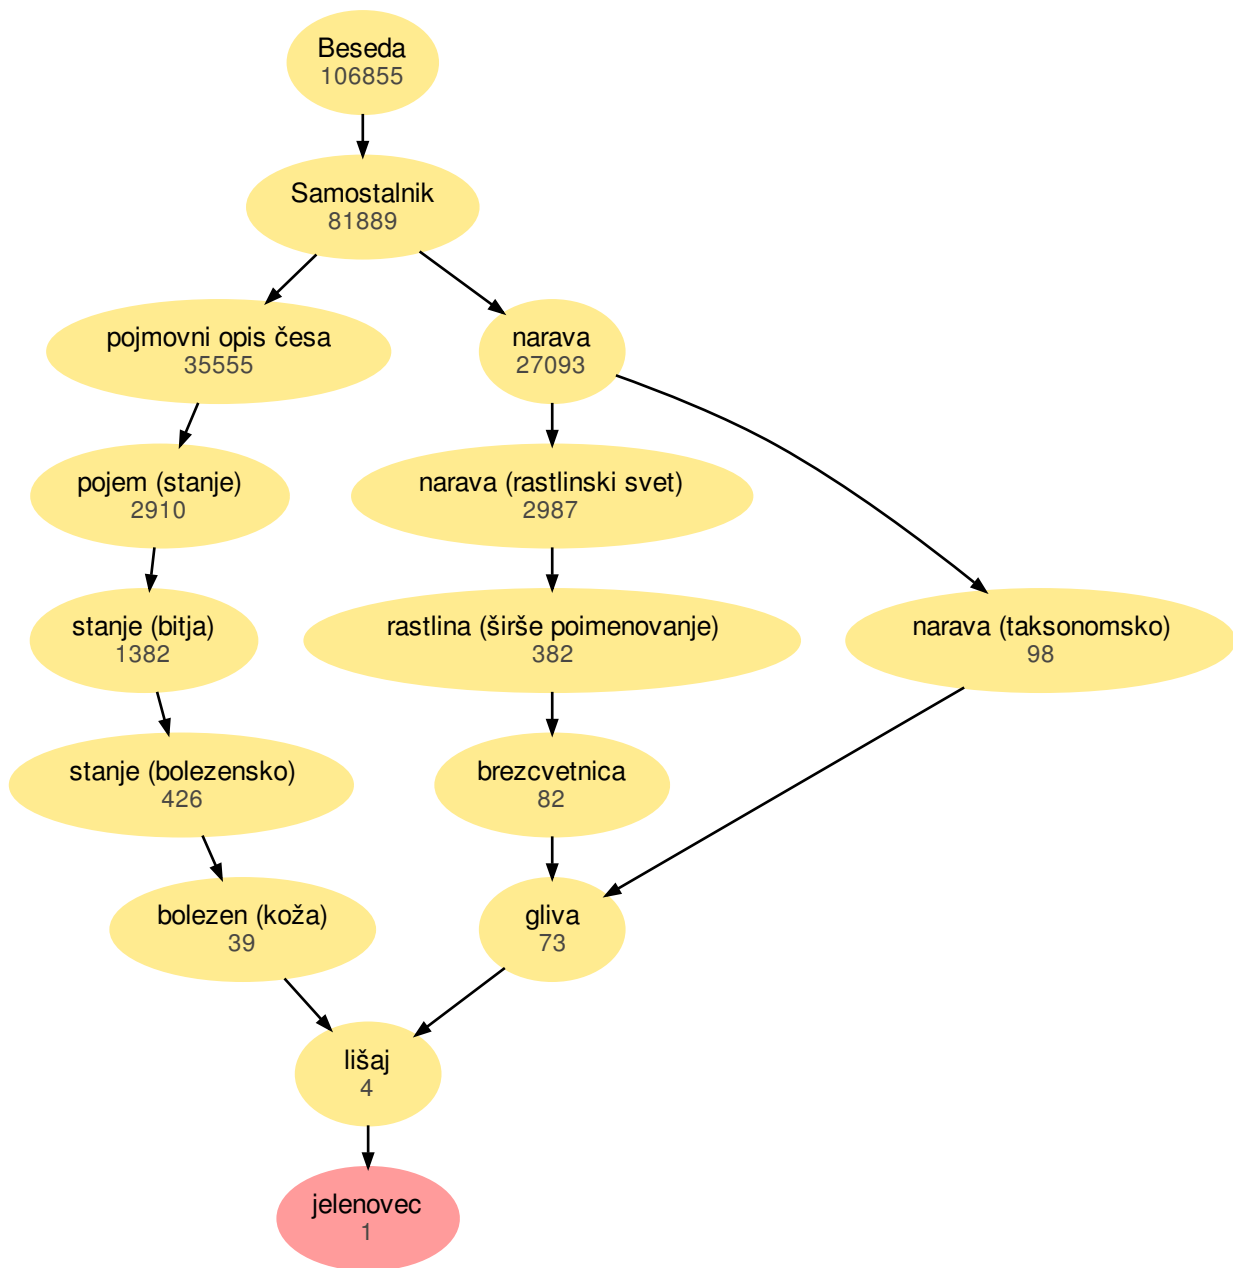 Beseda
106855
Samostalnik
81889
pojmovni opis česa
35555
narava
27093
pojem (stanje)
2910
narava (rastlinski svet)
2987
stanje (bitja)
1382
rastlina (širše poimenovanje)
382
narava (taksonomsko)
98
stanje (bolezensko)
426
brezcvetnica
82
bolezen (koža)
39
gliva
73
lišaj
4
jelenovec
1